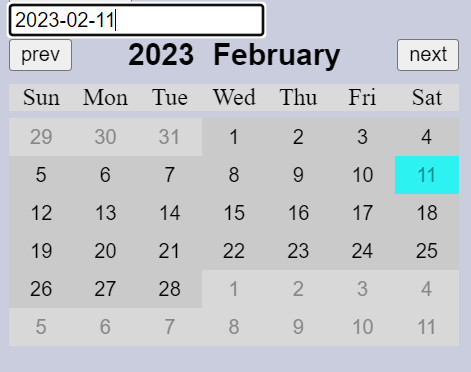 2023-02-11
prev 2023 February next
Sun Mon Tue Wed Thu Fri Sat
29 30 31 1 2 3 4
5 6 7 8 9 10 11
12 13 14 15 16 17 18
19 20 21 22 23 24 25
26 27 28 1 2 3 4
5 6 7 8 9 10 11